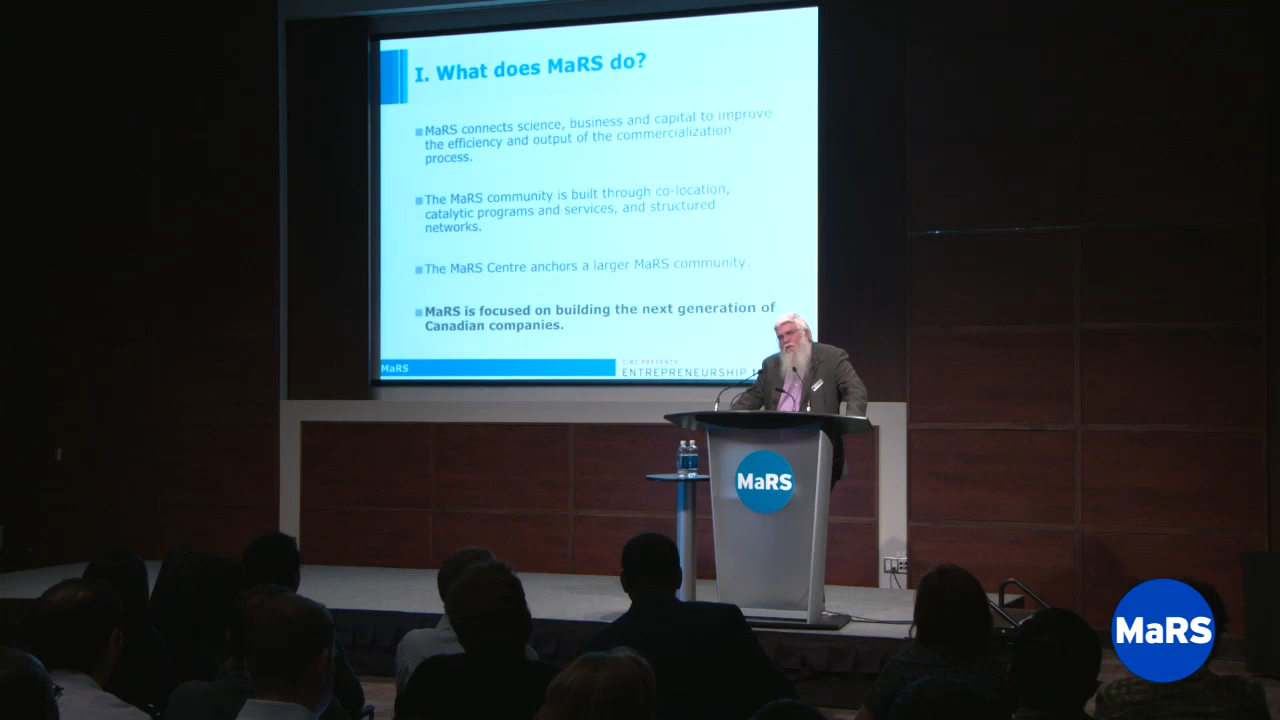 I. What does MaRS do?
MaRS connects science, business and capital to improve
the efficiency and output of the commercialization
process.
The MaRS community is built through co-location,
catalytic programs and services, and structured
networks.
The MaRS Centre anchors a larger MaRS community.
MaRS is focused on building the next generation of
Canadian companies.
MaRS
CIBC PRESENTS
ENTREPRENEURSHIP
MaRS
MaRS